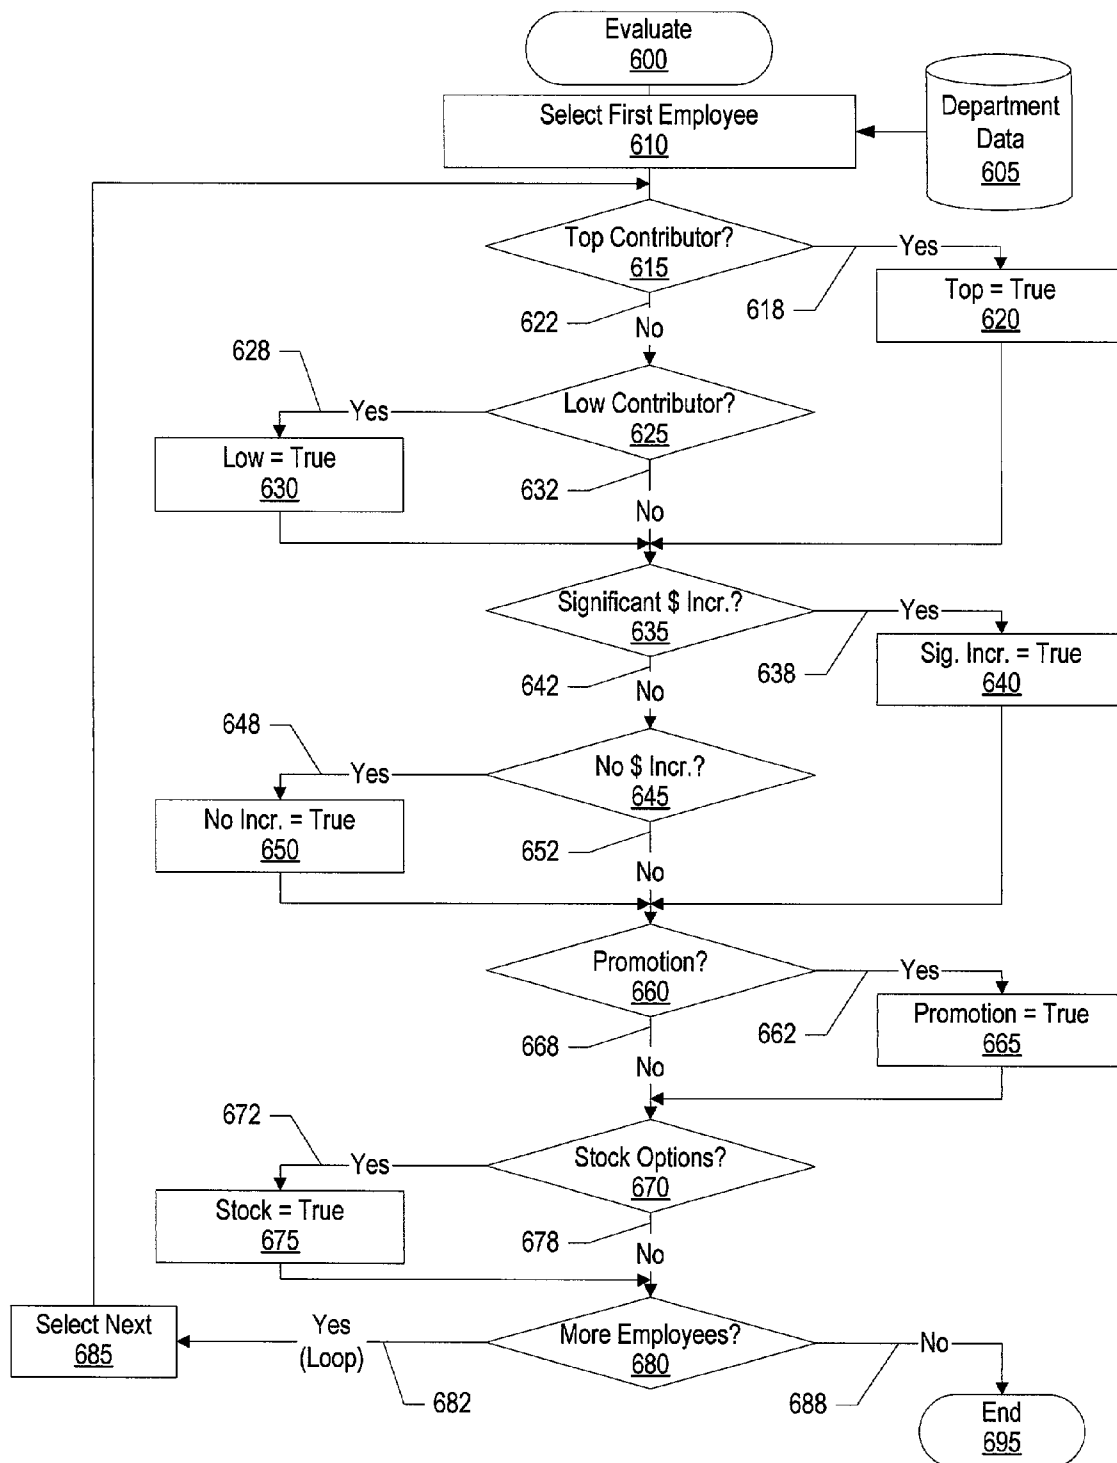 Evaluate
600
Select First Employee
610
Department
Data
605
Top Contributor?
615
Yes
618
Top = True
620
622
No
628
Yes
Low Contributor?
625
Low = True
630
632
No
Significant $ Incr.?
635
Yes
638
Sig. Incr. = True
640
642
No
648
Yes
No $ Incr.?
645
No Incr. = True
650
652
No
Promotion?
660
Yes
662
Promotion = True
665
668
No
672
Yes
Stock Options?
670
Stock = True
675
678
No
Select Next
685
Yes
(Loop)
682
More Employees?
680
688
No
End
695